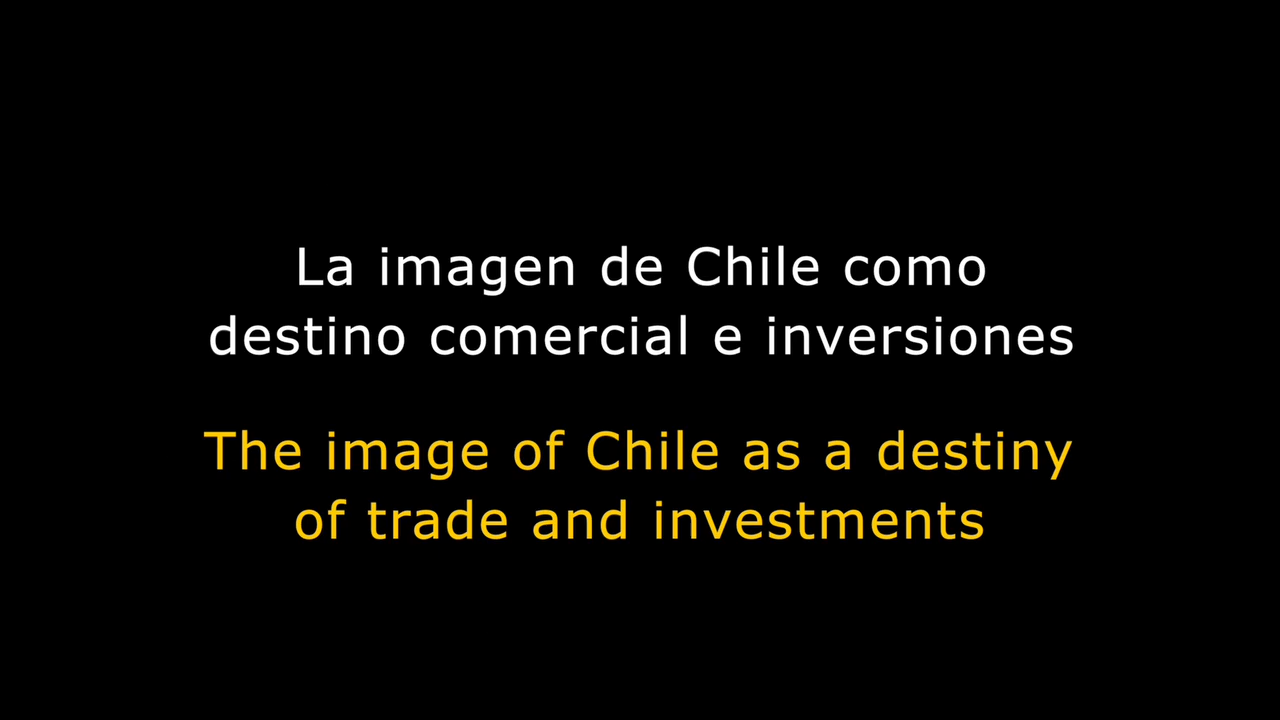 La imagen de Chile como
destino comercial e inversiones
The image of Chile as a destiny
of trade and investments